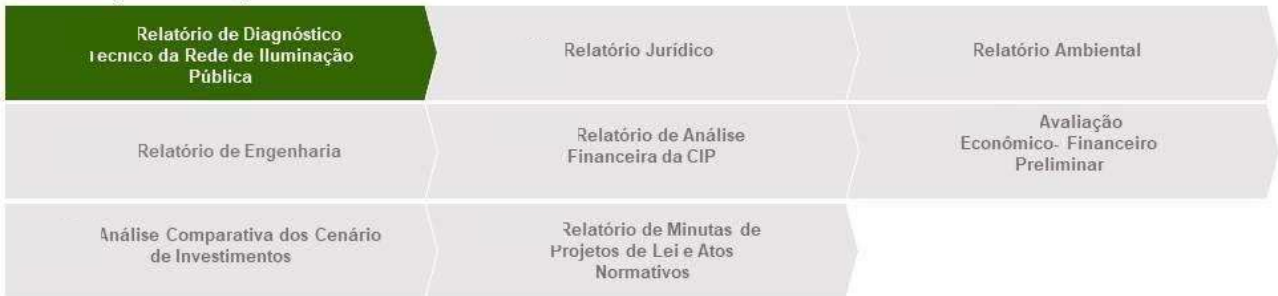 Relatório de Diagnóstico
Técnico da Rede de Iluminação
Pública
Relatório Jurídico
Relatório Ambiental
Relatório de Engenharia
Relatório de Análise
Financeira da CIP
Avaliação
Econômico- Financeiro
Preliminar
Análise Comparativa dos Cenário
de Investimentos
Relatório de Minutas de
Projetos de Lei e Atos
Normativos